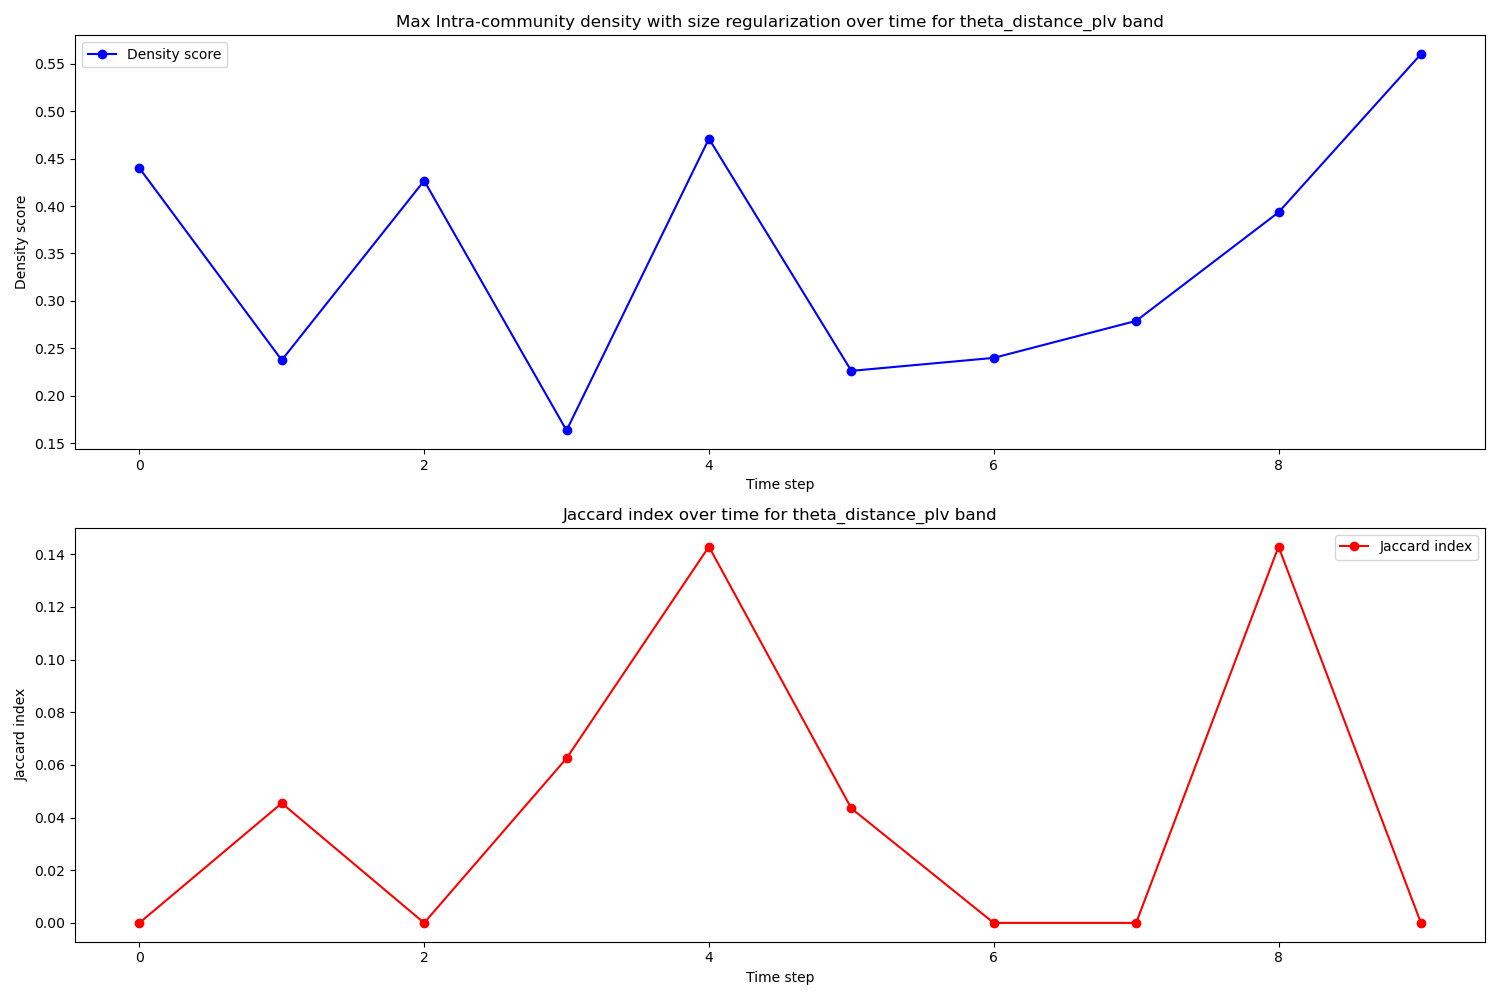 Max Intra-community density with size regularization over time for theta_distance_plv band
Density score
0.55
0.50
0.45
0.40
0.35
0.30
0.25
0.20
0.15
Density score
0 2 4 6 8
Time step
Jaccard index over time for theta_distance_plv band
Jaccard index
0.14
0.12
0.10
0.08
0.06
0.04
0.02
0.00
Jaccard index
0 2 4 6 8
Time step